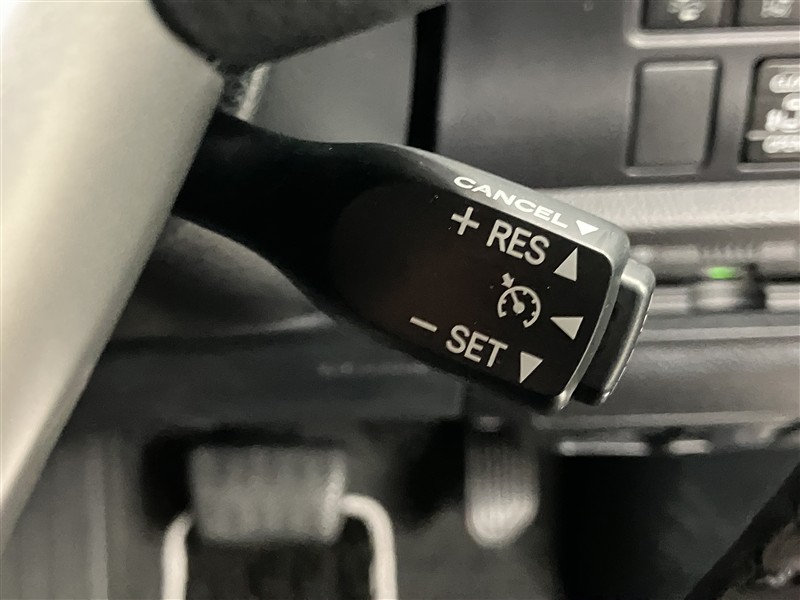 CANCEL ▼
+ RES ▲
◀
− SET ▼